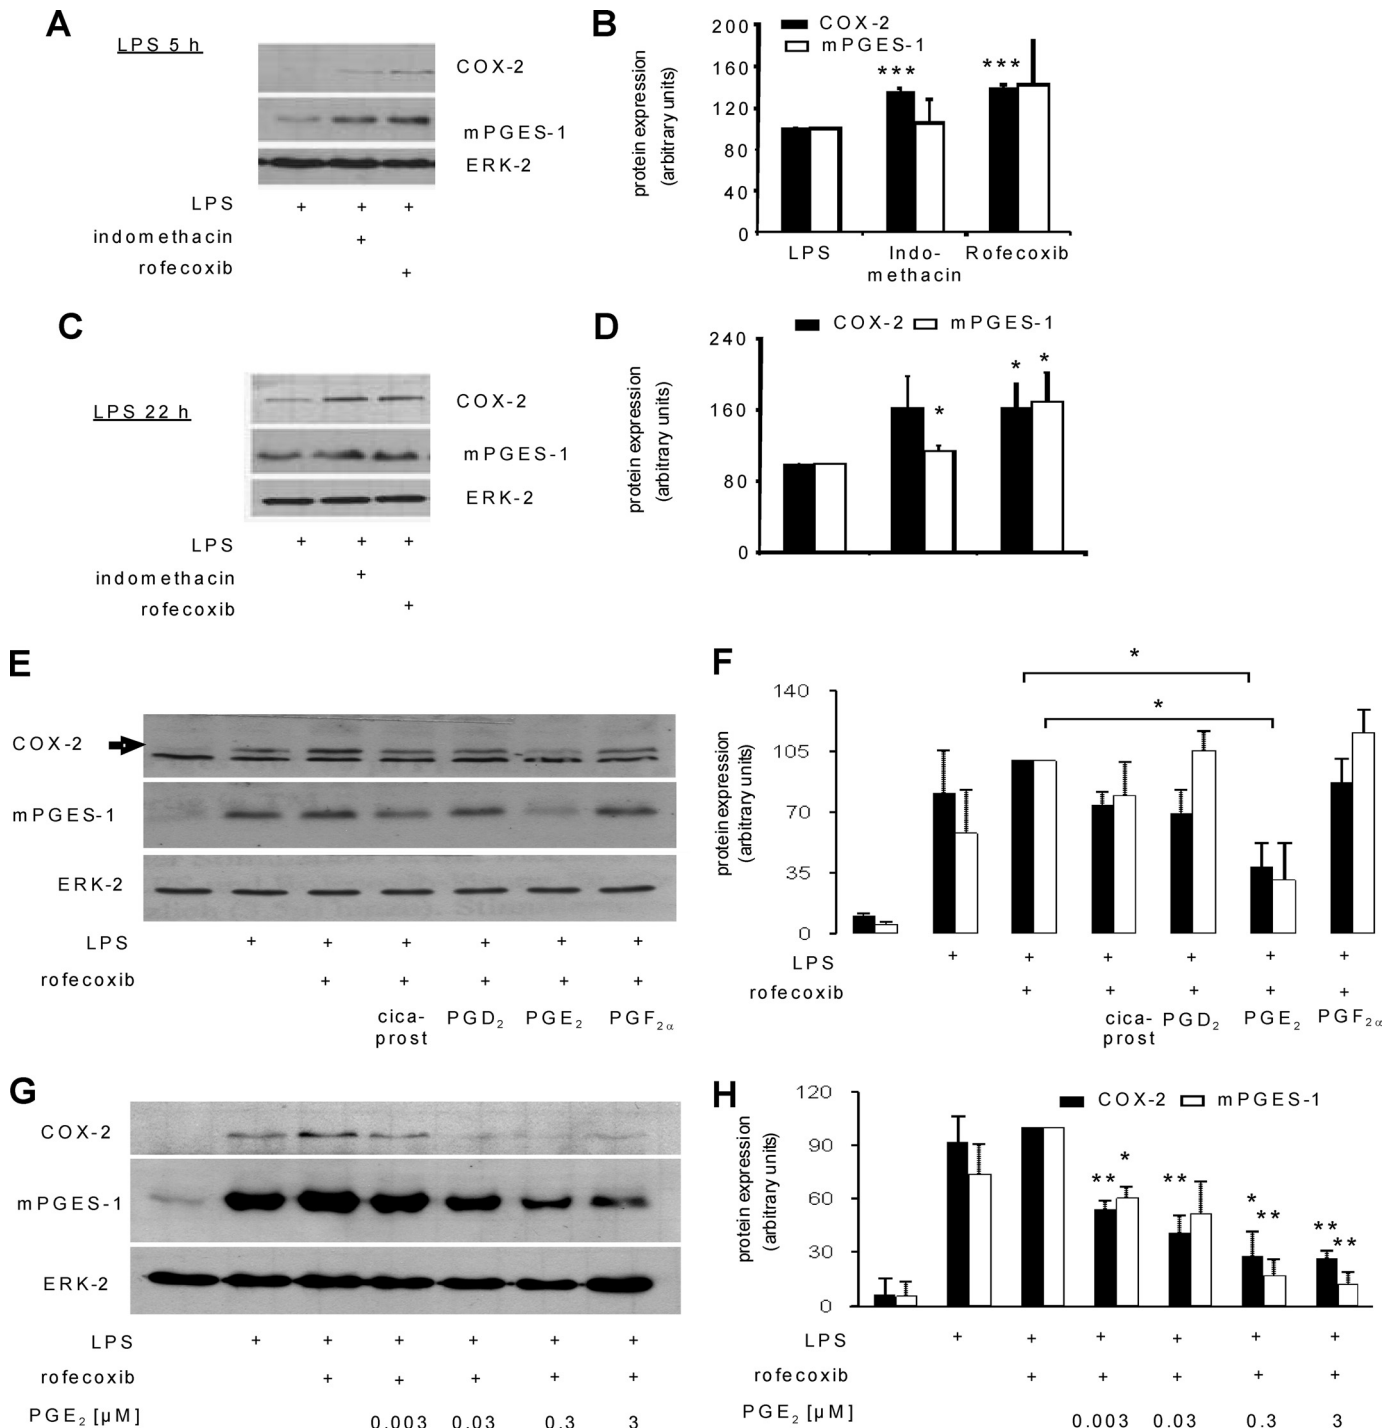 A
LPS 5 h
COX-2
mPGES-1
ERK-2
LPS + + +
indomethacin +
rofecoxib +
B
COX-2
mPGES-1
protein expression
(arbitrary units)
200
160
120
80
40
0
*** ***
LPS Indo-methacin Rofecoxib
C
LPS 22 h
COX-2
mPGES-1
ERK-2
LPS + + +
indomethacin +
rofecoxib +
D
COX-2 mPGES-1
protein expression
(arbitrary units)
240
160
80
0
* * *
E
COX-2
mPGES-1
ERK-2
LPS + + + + + +
rofecoxib + + + + +
cica-prost PGD2 PGE2 PGF2α
F
*
*
protein expression
(arbitrary units)
140
105
70
35
0
LPS + + + + + +
rofecoxib + + + + +
cica-prost PGD2 PGE2 PGF2α
G
COX-2
mPGES-1
ERK-2
LPS + + + + + +
rofecoxib + + + + +
PGE2 [µM] 0.003 0.03 0.3 3
H
COX-2 mPGES-1
protein expression
(arbitrary units)
120
90
60
30
0
** * ** * ** ** **
LPS + + + + + +
rofecoxib + + + + +
PGE2 [µM] 0.003 0.03 0.3 3